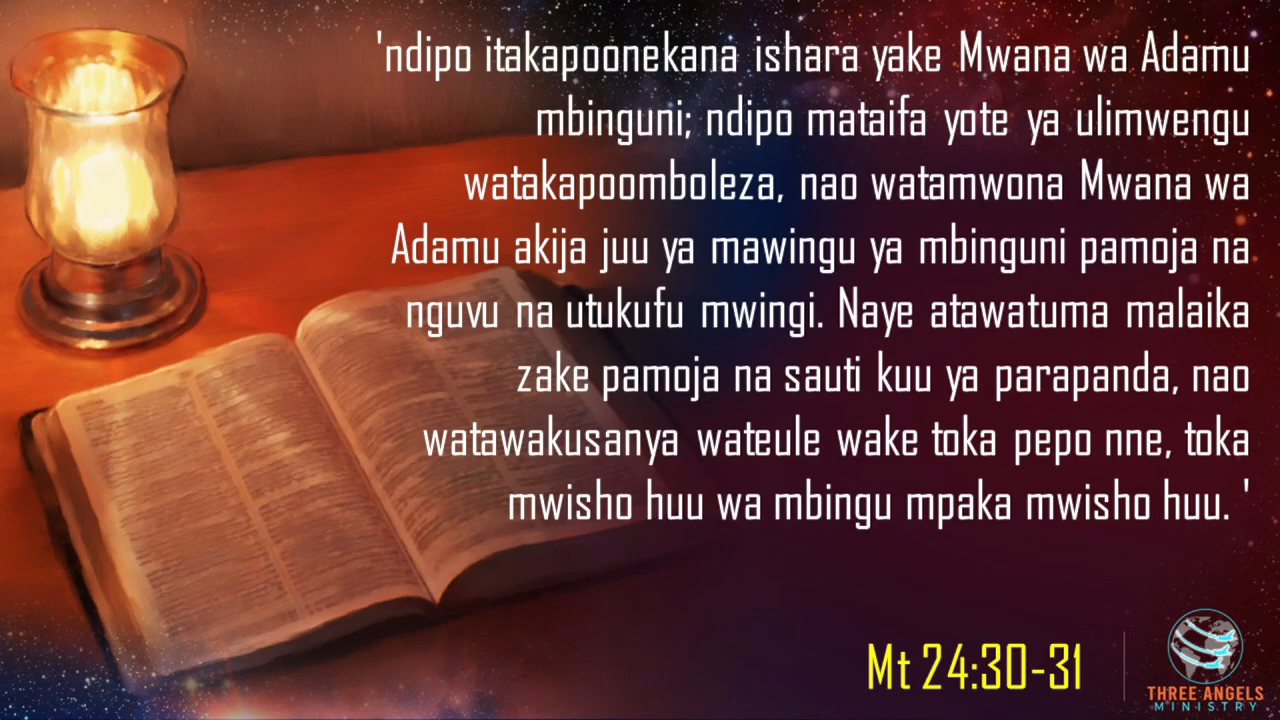 'ndipo itakapoonekana ishara yake Mwana wa Adamu
mbinguni; ndipo mataifa yote ya ulimwengu
watakapoomboleza, nao watamwona Mwana wa
Adamu akija juu ya mawingu ya mbinguni pamoja na
nguvu na utukufu mwingi. Naye atawatuma malaika
zake pamoja na sauti kuu ya parapanda, nao
watawakusanya wateule wake toka pepo nne, toka
mwisho huu wa mbingu mpaka mwisho huu. '
Mt 24:30-31
THREE ANGELS
MINISTRY